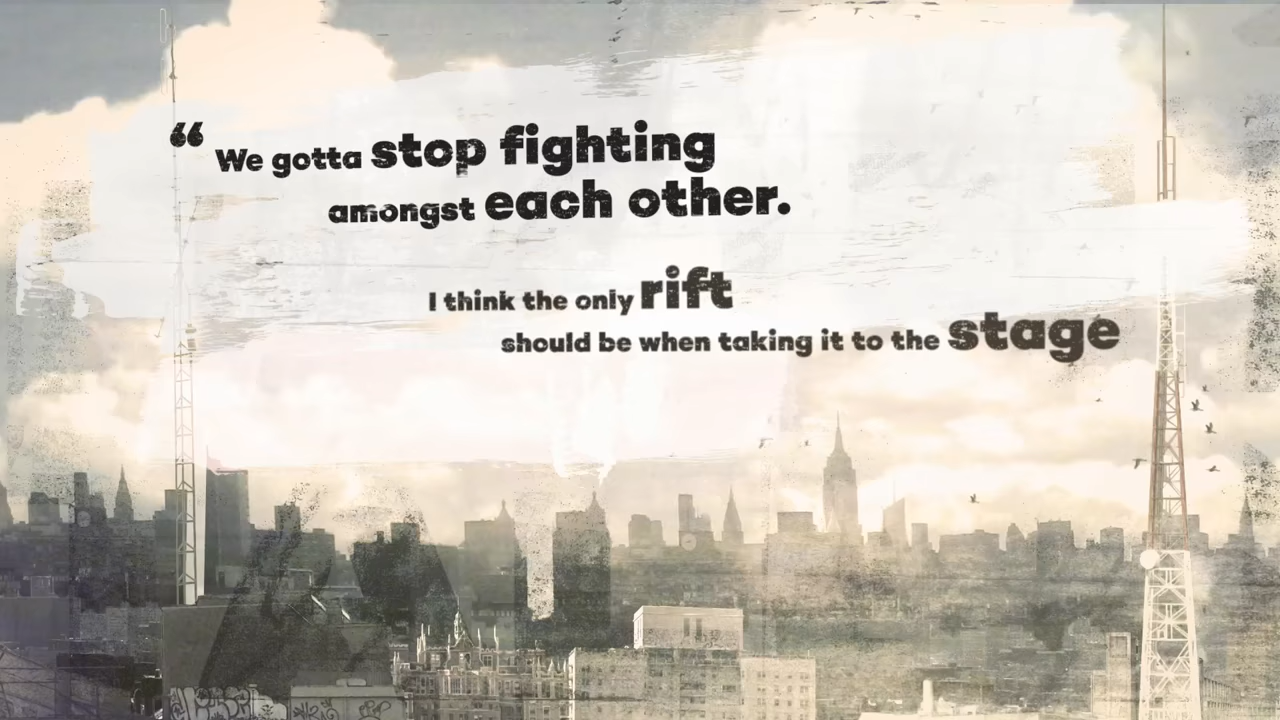 “ We gotta stop fighting
amongst each other.
I think the only rift
should be when taking it to the stage